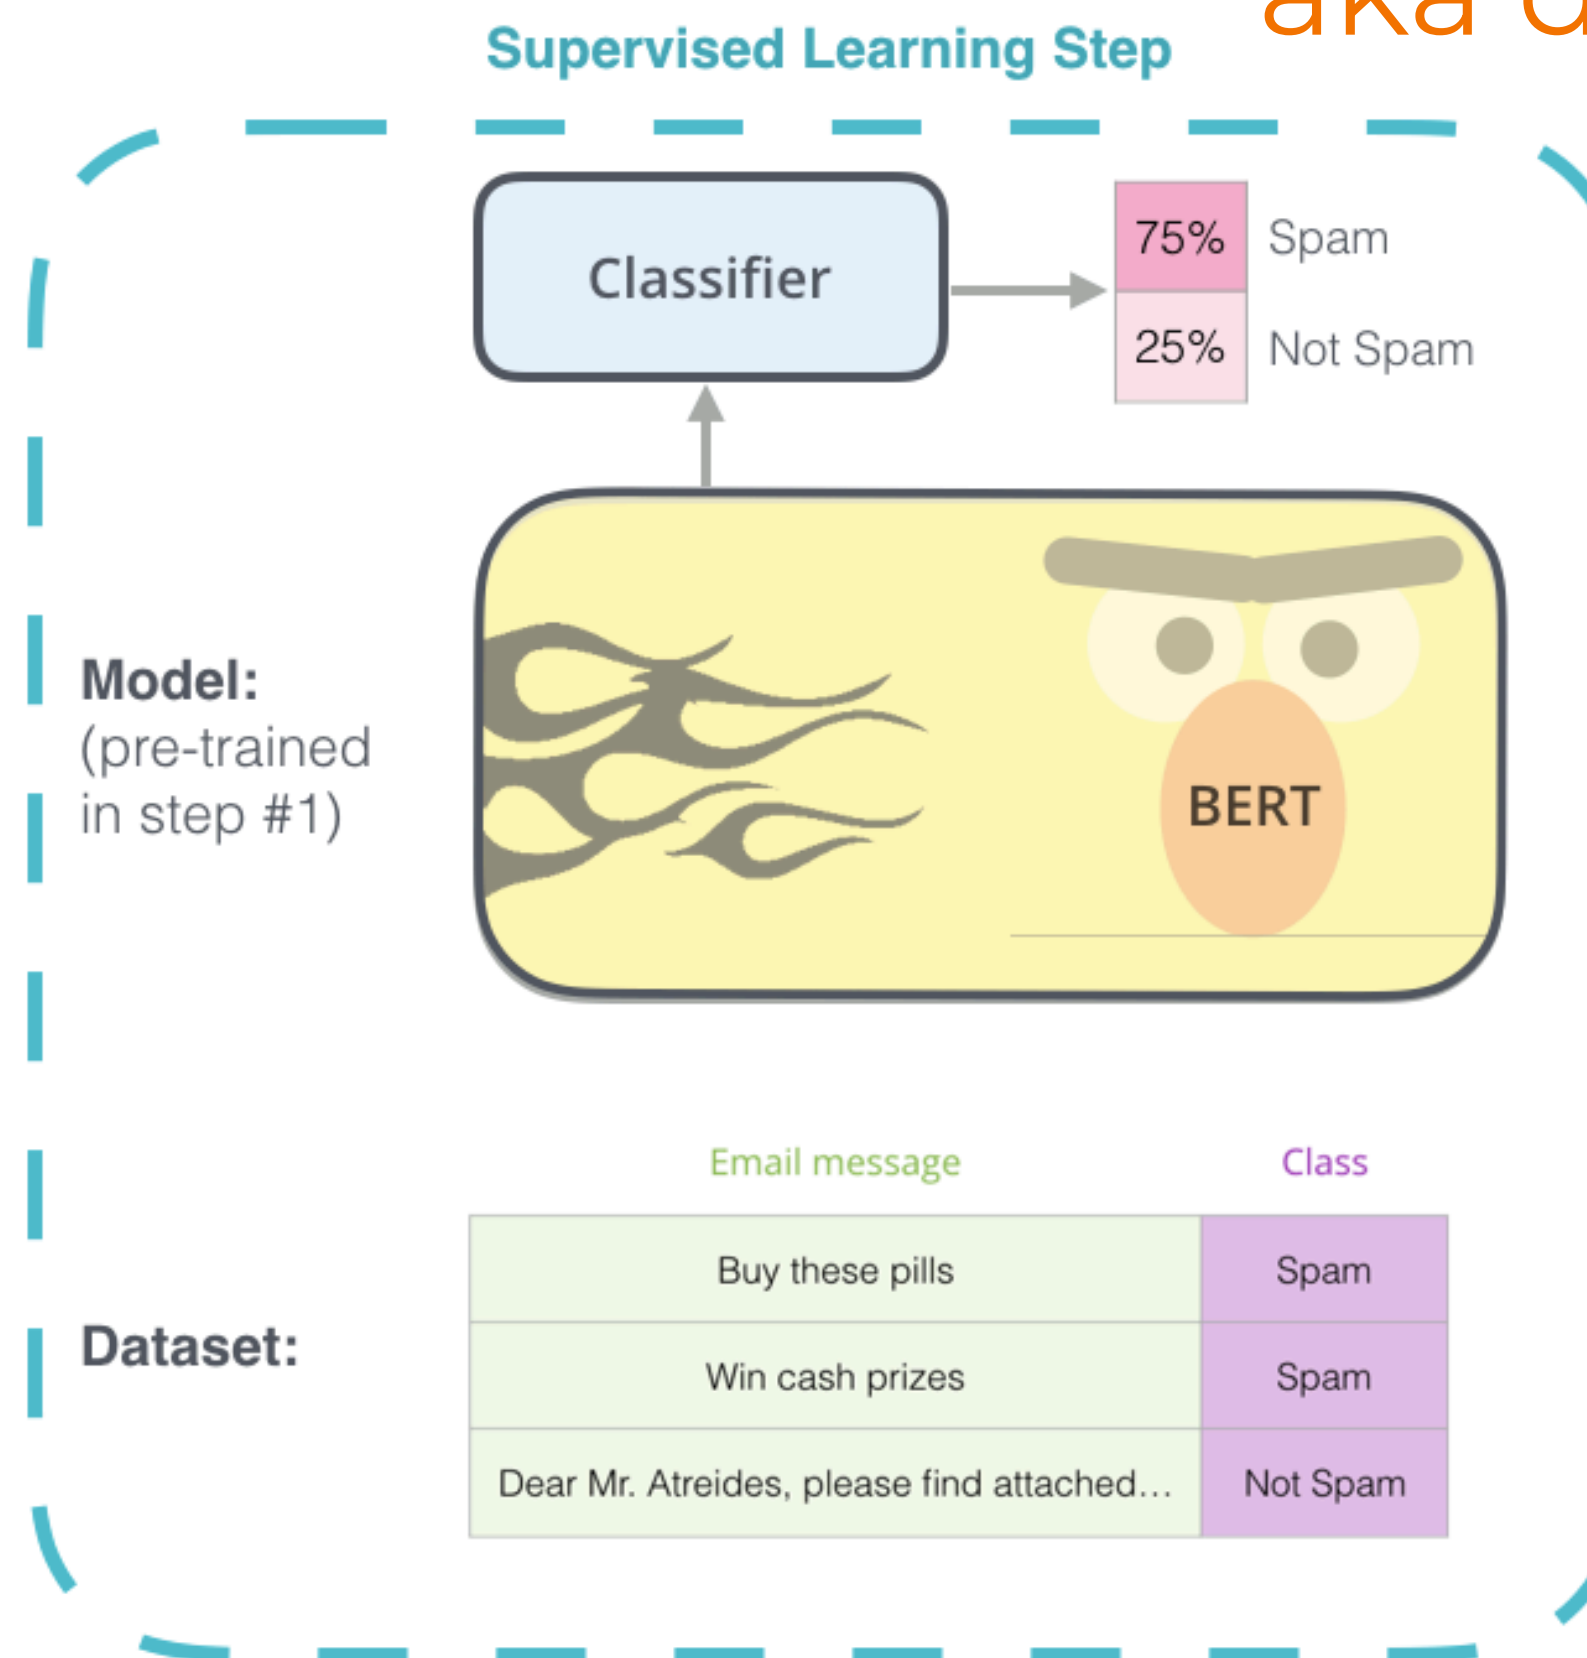 aka d
Supervised Learning Step
Classifier
75% Spam
25% Not Spam
Model:
(pre-trained
in step #1)
BERT
Email message Class
Dataset:
Buy these pills Spam
Win cash prizes Spam
Dear Mr. Atreides, please find attached... Not Spam